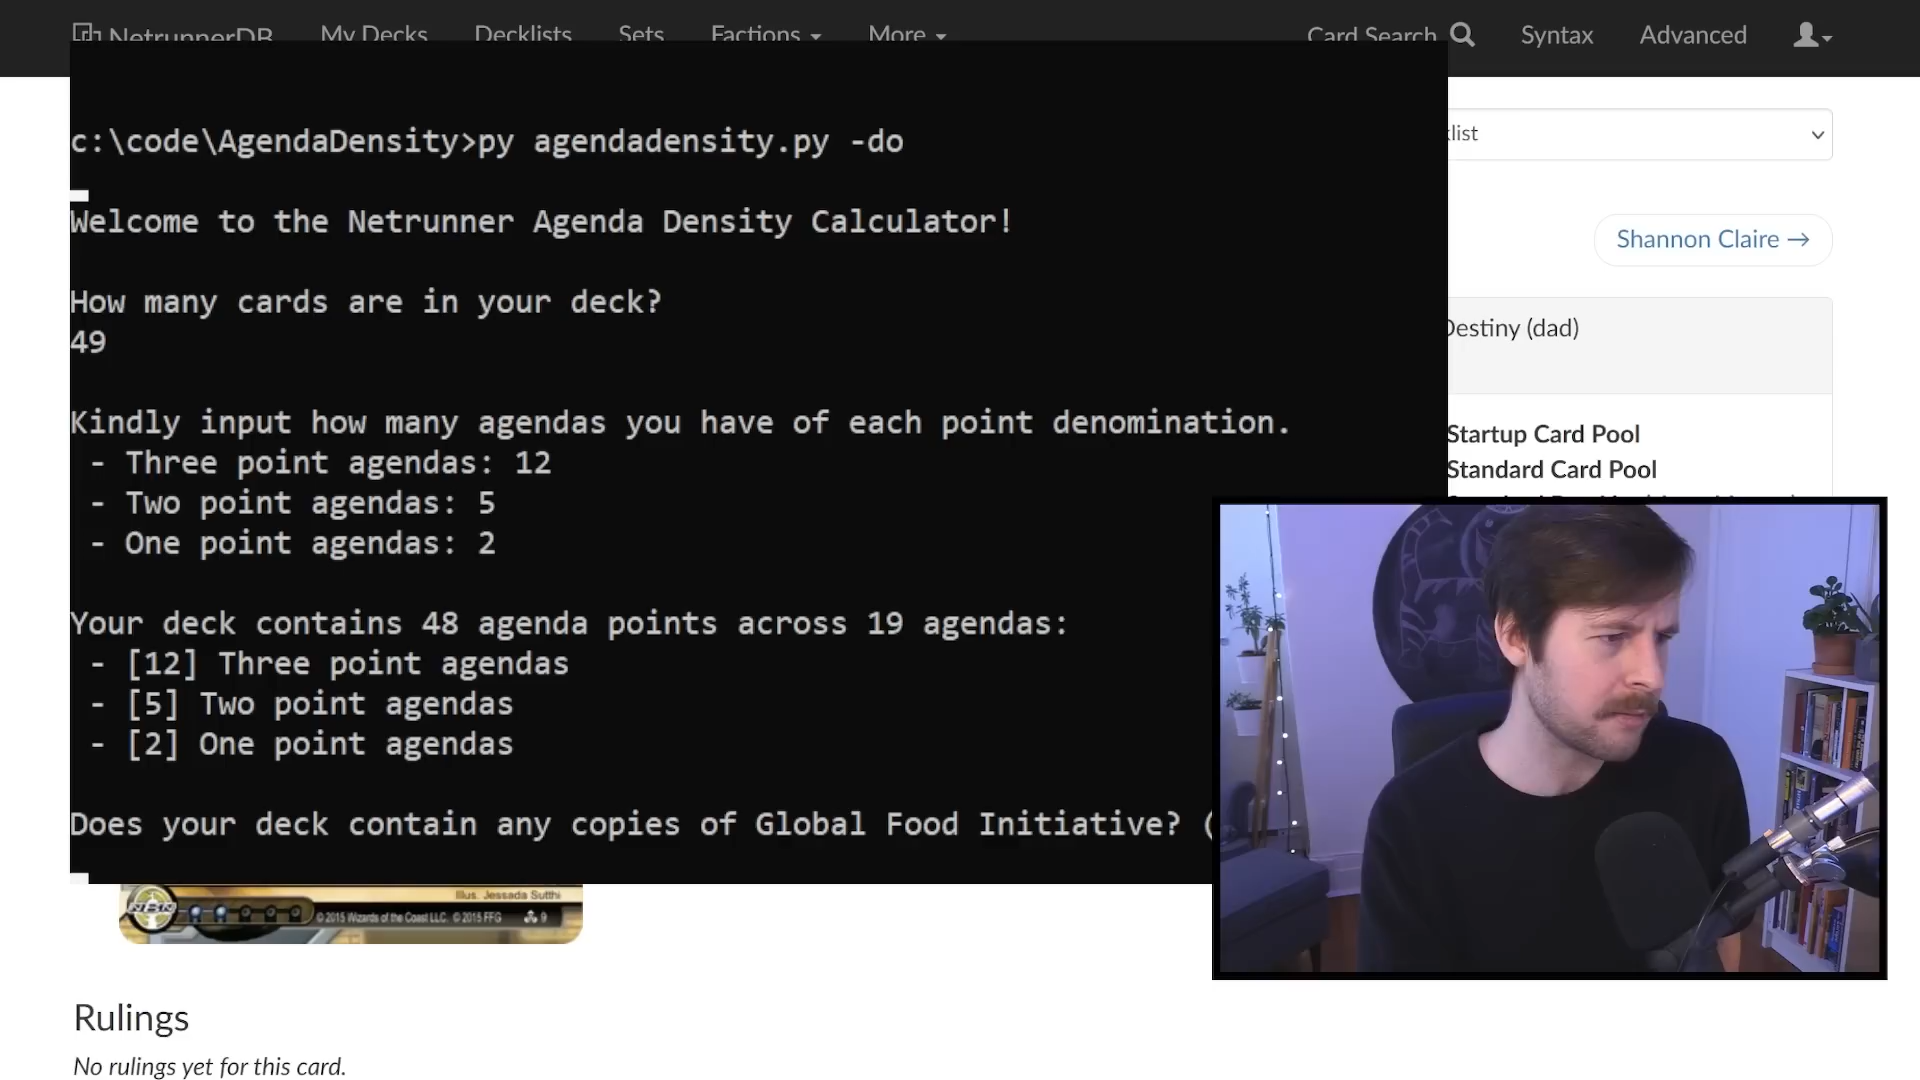 NetrunnerDB My Decks Decklists Sets Factions More Card Search Syntax Advanced
c:\code\AgendaDensity>py agendadensity.py -do
Welcome to the Netrunner Agenda Density Calculator!
How many cards are in your deck?
49
Kindly input how many agendas you have of each point denomination.
- Three point agendas: 12
- Two point agendas: 5
- One point agendas: 2
Your deck contains 48 agenda points across 19 agendas:
- [12] Three point agendas
- [5] Two point agendas
- [2] One point agendas
Does your deck contain any copies of Global Food Initiative? (
list
Shannon Claire →
Destiny (dad)
Startup Card Pool
Standard Card Pool
Illus. Jessada Sutthi
NBN © 2015 Wizards of the Coast LLC. © 2015 FFG 9
Rulings
No rulings yet for this card.